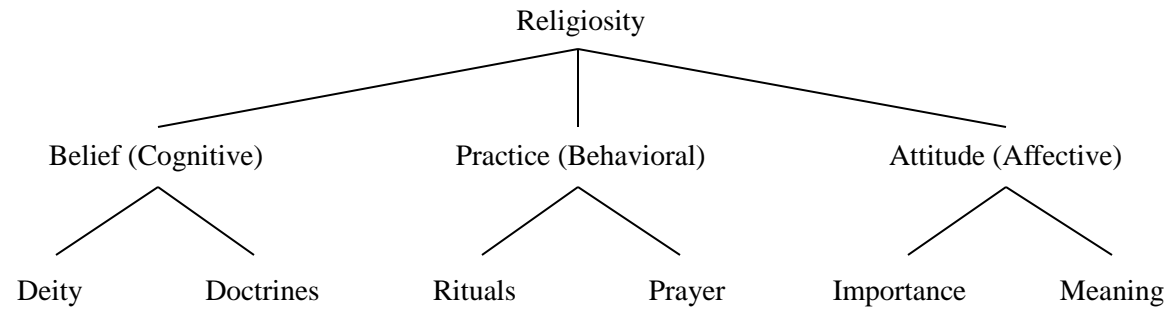 Religiosity
Belief (Cognitive) Practice (Behavioral) Attitude (Affective)
Deity Doctrines Rituals Prayer Importance Meaning